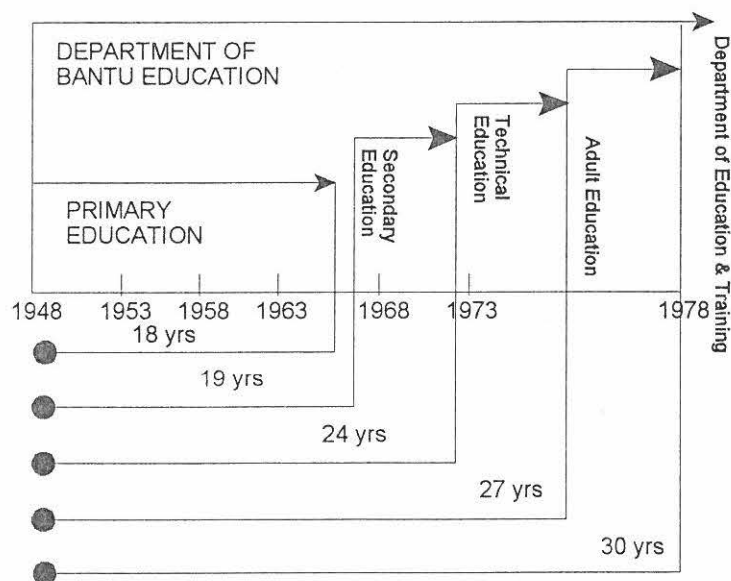 DEPARTMENT OF
BANTU EDUCATION
PRIMARY
EDUCATION
Secondary
Education
Technical
Education
Adult Education
Department of Education & Training
1948 1953 1958 1963 1968 1973 1978
18 yrs
19 yrs
24 yrs
27 yrs
30 yrs